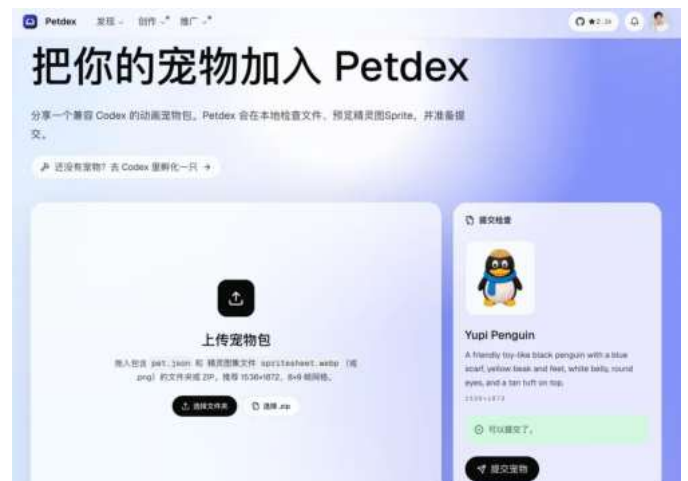 Petdex 发现 创作 推广
把你的宠物加入 Petdex
分享一个兼容 Codex 的动画宠物包。Petdex 会在本地检查文件、预览精灵图Sprite，并准备提
交。
还没有宠物？去 Codex 里孵化一只 →
上传宠物包
拖入包含 pet.json 和 精灵图集文件 spritesheet.webp（或
.png）的文件夹或 ZIP，推荐 1536×1872，8×9 帧网格。
选择文件夹 选择 .zip
提交检查
Yupi Penguin
A friendly toy-like black penguin with a blue
scarf, yellow beak and feet, white belly, round
eyes, and a tan tuft on top.
可以提交了。
提交宠物